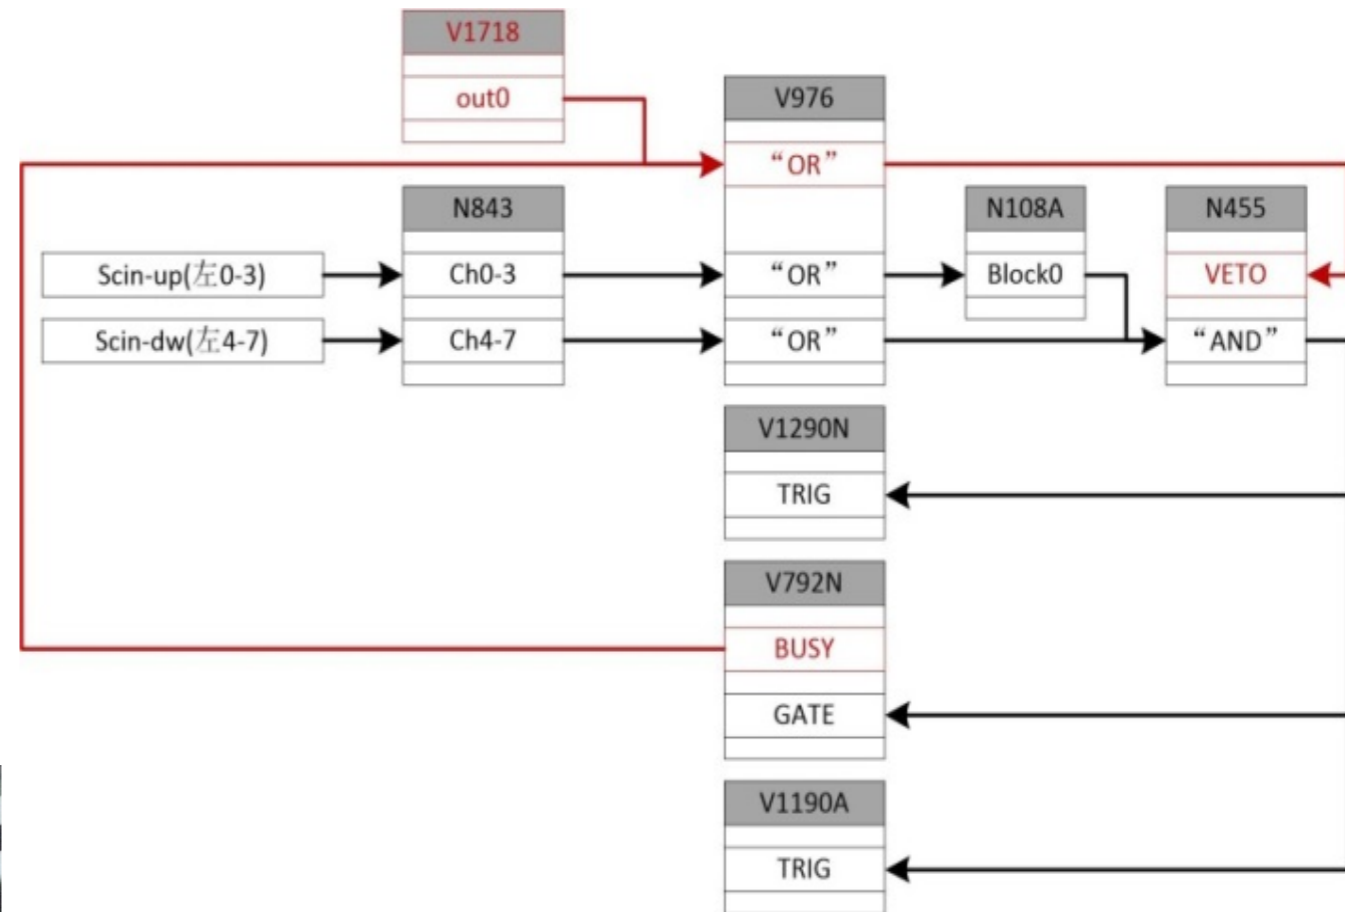 V1718
out0
V976
“OR”
N843
N108A
N455
Scin-up(左0-3)
Ch0-3
“OR”
Block0
VETO
Scin-dw(左4-7)
Ch4-7
“OR”
“AND”
V1290N
TRIG
V792N
BUSY
GATE
V1190A
TRIG